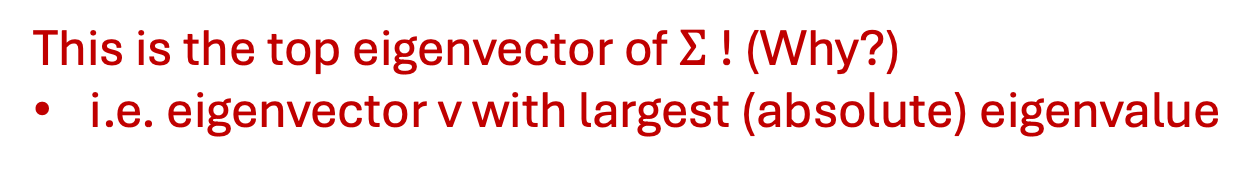 This is the top eigenvector of Σ ! (Why?)
• i.e. eigenvector v with largest (absolute) eigenvalue